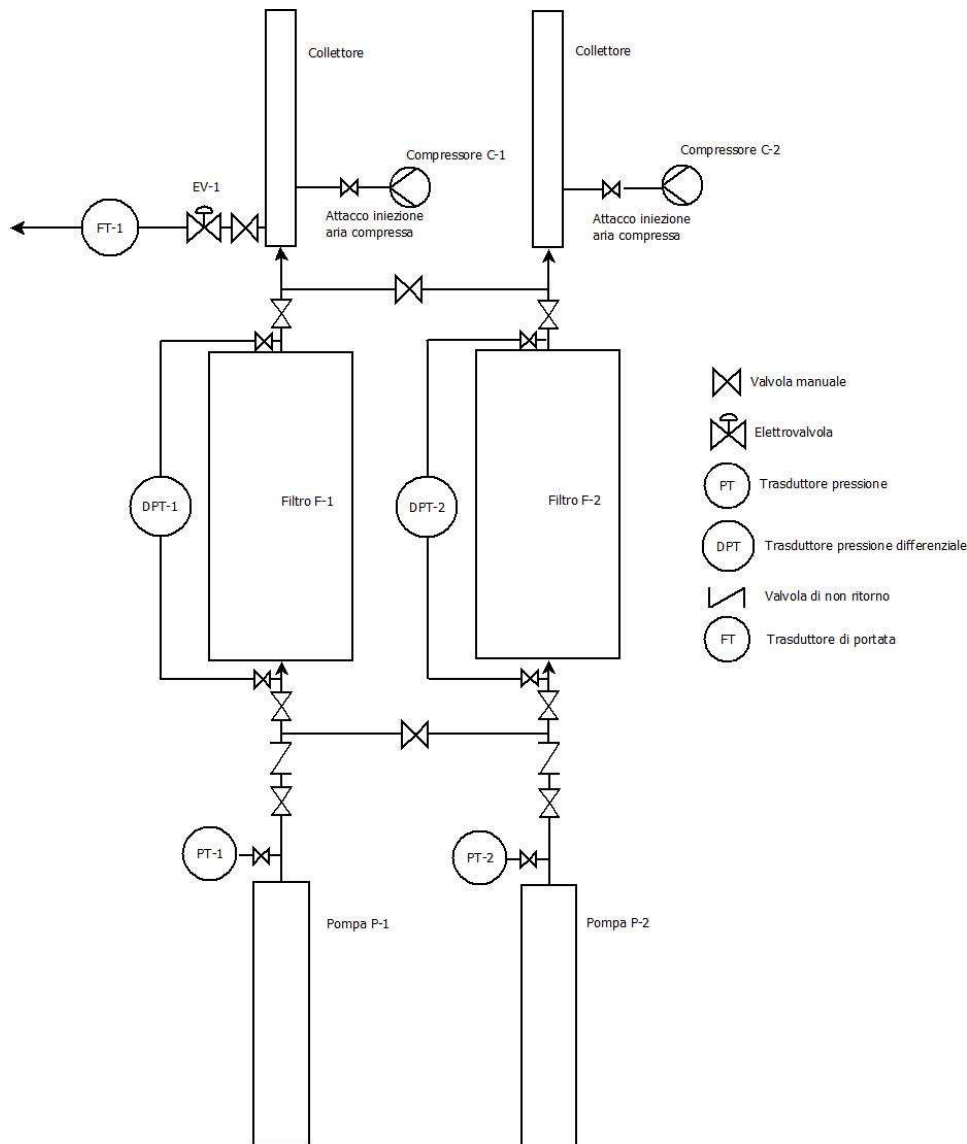 Collettore
Collettore
Compressore C-1
Compressore C-2
EV-1
Attacco iniezione
aria compressa
Attacco iniezione
aria compressa
FT-1
Valvola manuale
Elettrovalvola
PT
Trasduttore pressione
DPT-1
Filtro F-1
DPT-2
Filtro F-2
DPT
Trasduttore pressione differenziale
Valvola di non ritorno
FT
Trasduttore di portata
PT-1
PT-2
Pompa P-1
Pompa P-2